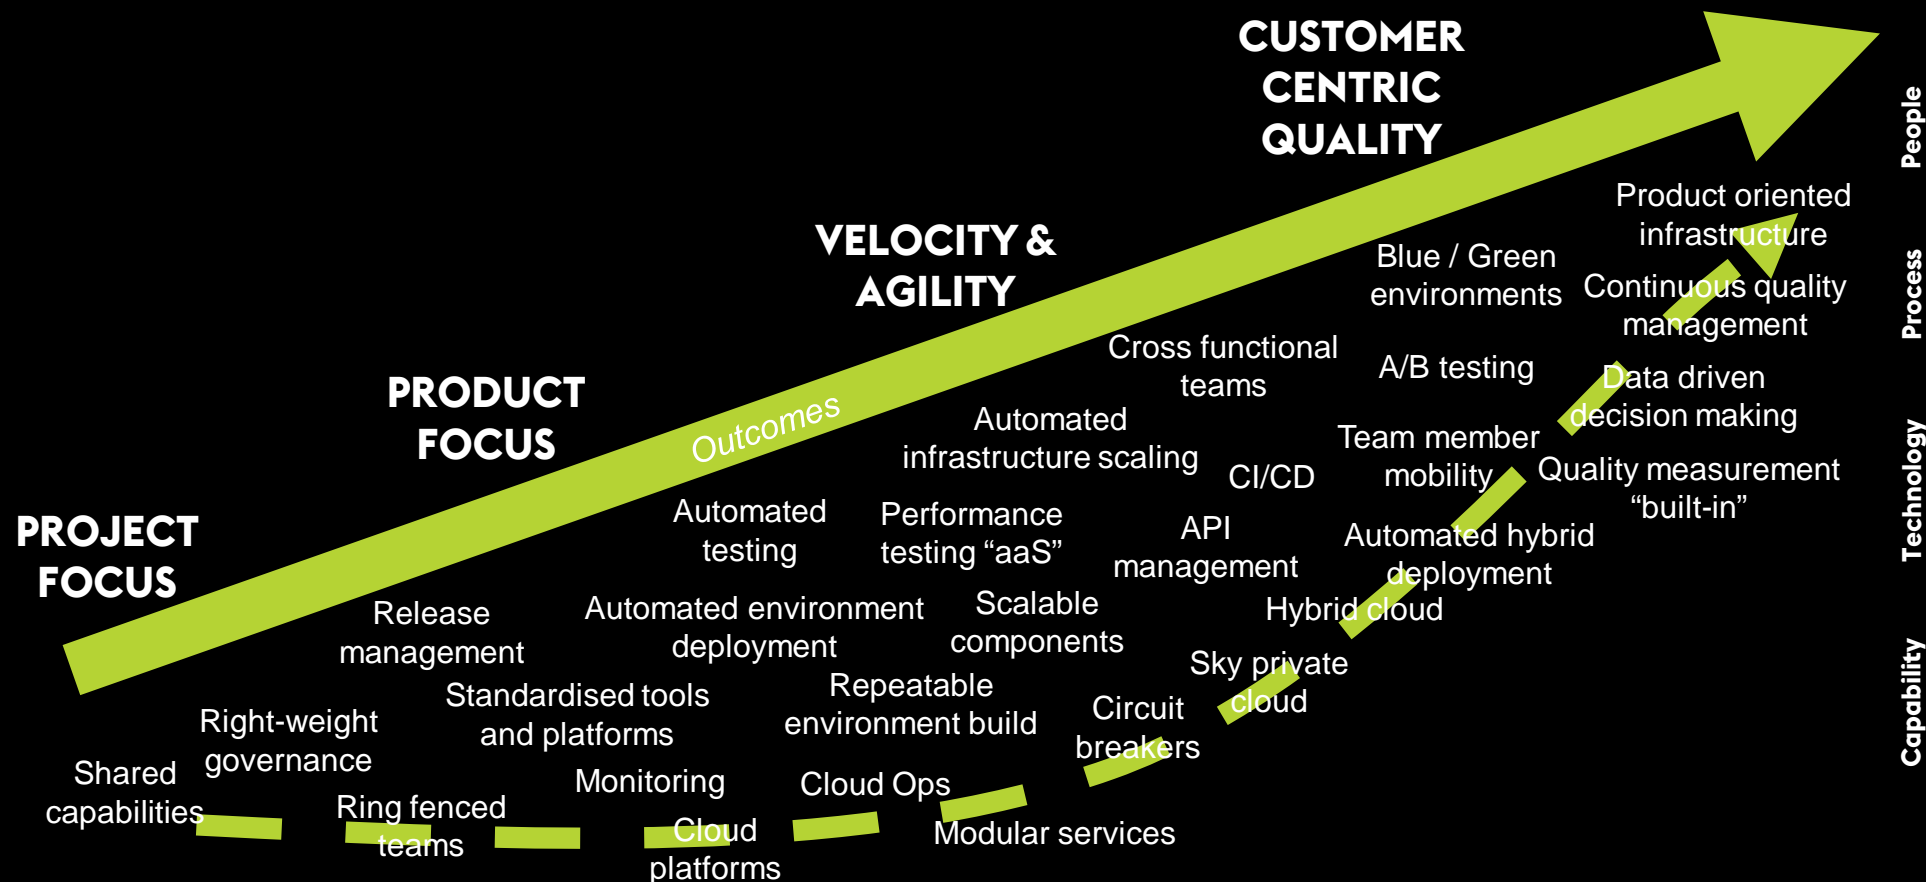 CUSTOMER
CENTRIC
QUALITY
VELOCITY &
AGILITY
PRODUCT
FOCUS
PROJECT
FOCUS
Outcomes
Product oriented
infrastructure
Blue / Green
environments
Continuous quality
management
Cross functional
teams
A/B testing
Data driven
decision making
Automated
infrastructure scaling
CI/CD
Team member
mobility
Quality measurement
“built-in”
Automated
testing
Performance
testing “aaS”
API
management
Automated hybrid
deployment
Release
management
Automated environment
deployment
Scalable
components
Hybrid cloud
Right-weight
governance
Standardised tools
and platforms
Repeatable
environment build
Circuit
breakers
Sky private
cloud
Shared
capabilities
Ring fenced
teams
Monitoring
Cloud
platforms
Cloud Ops
Modular services
People
Process
Technology
Capability